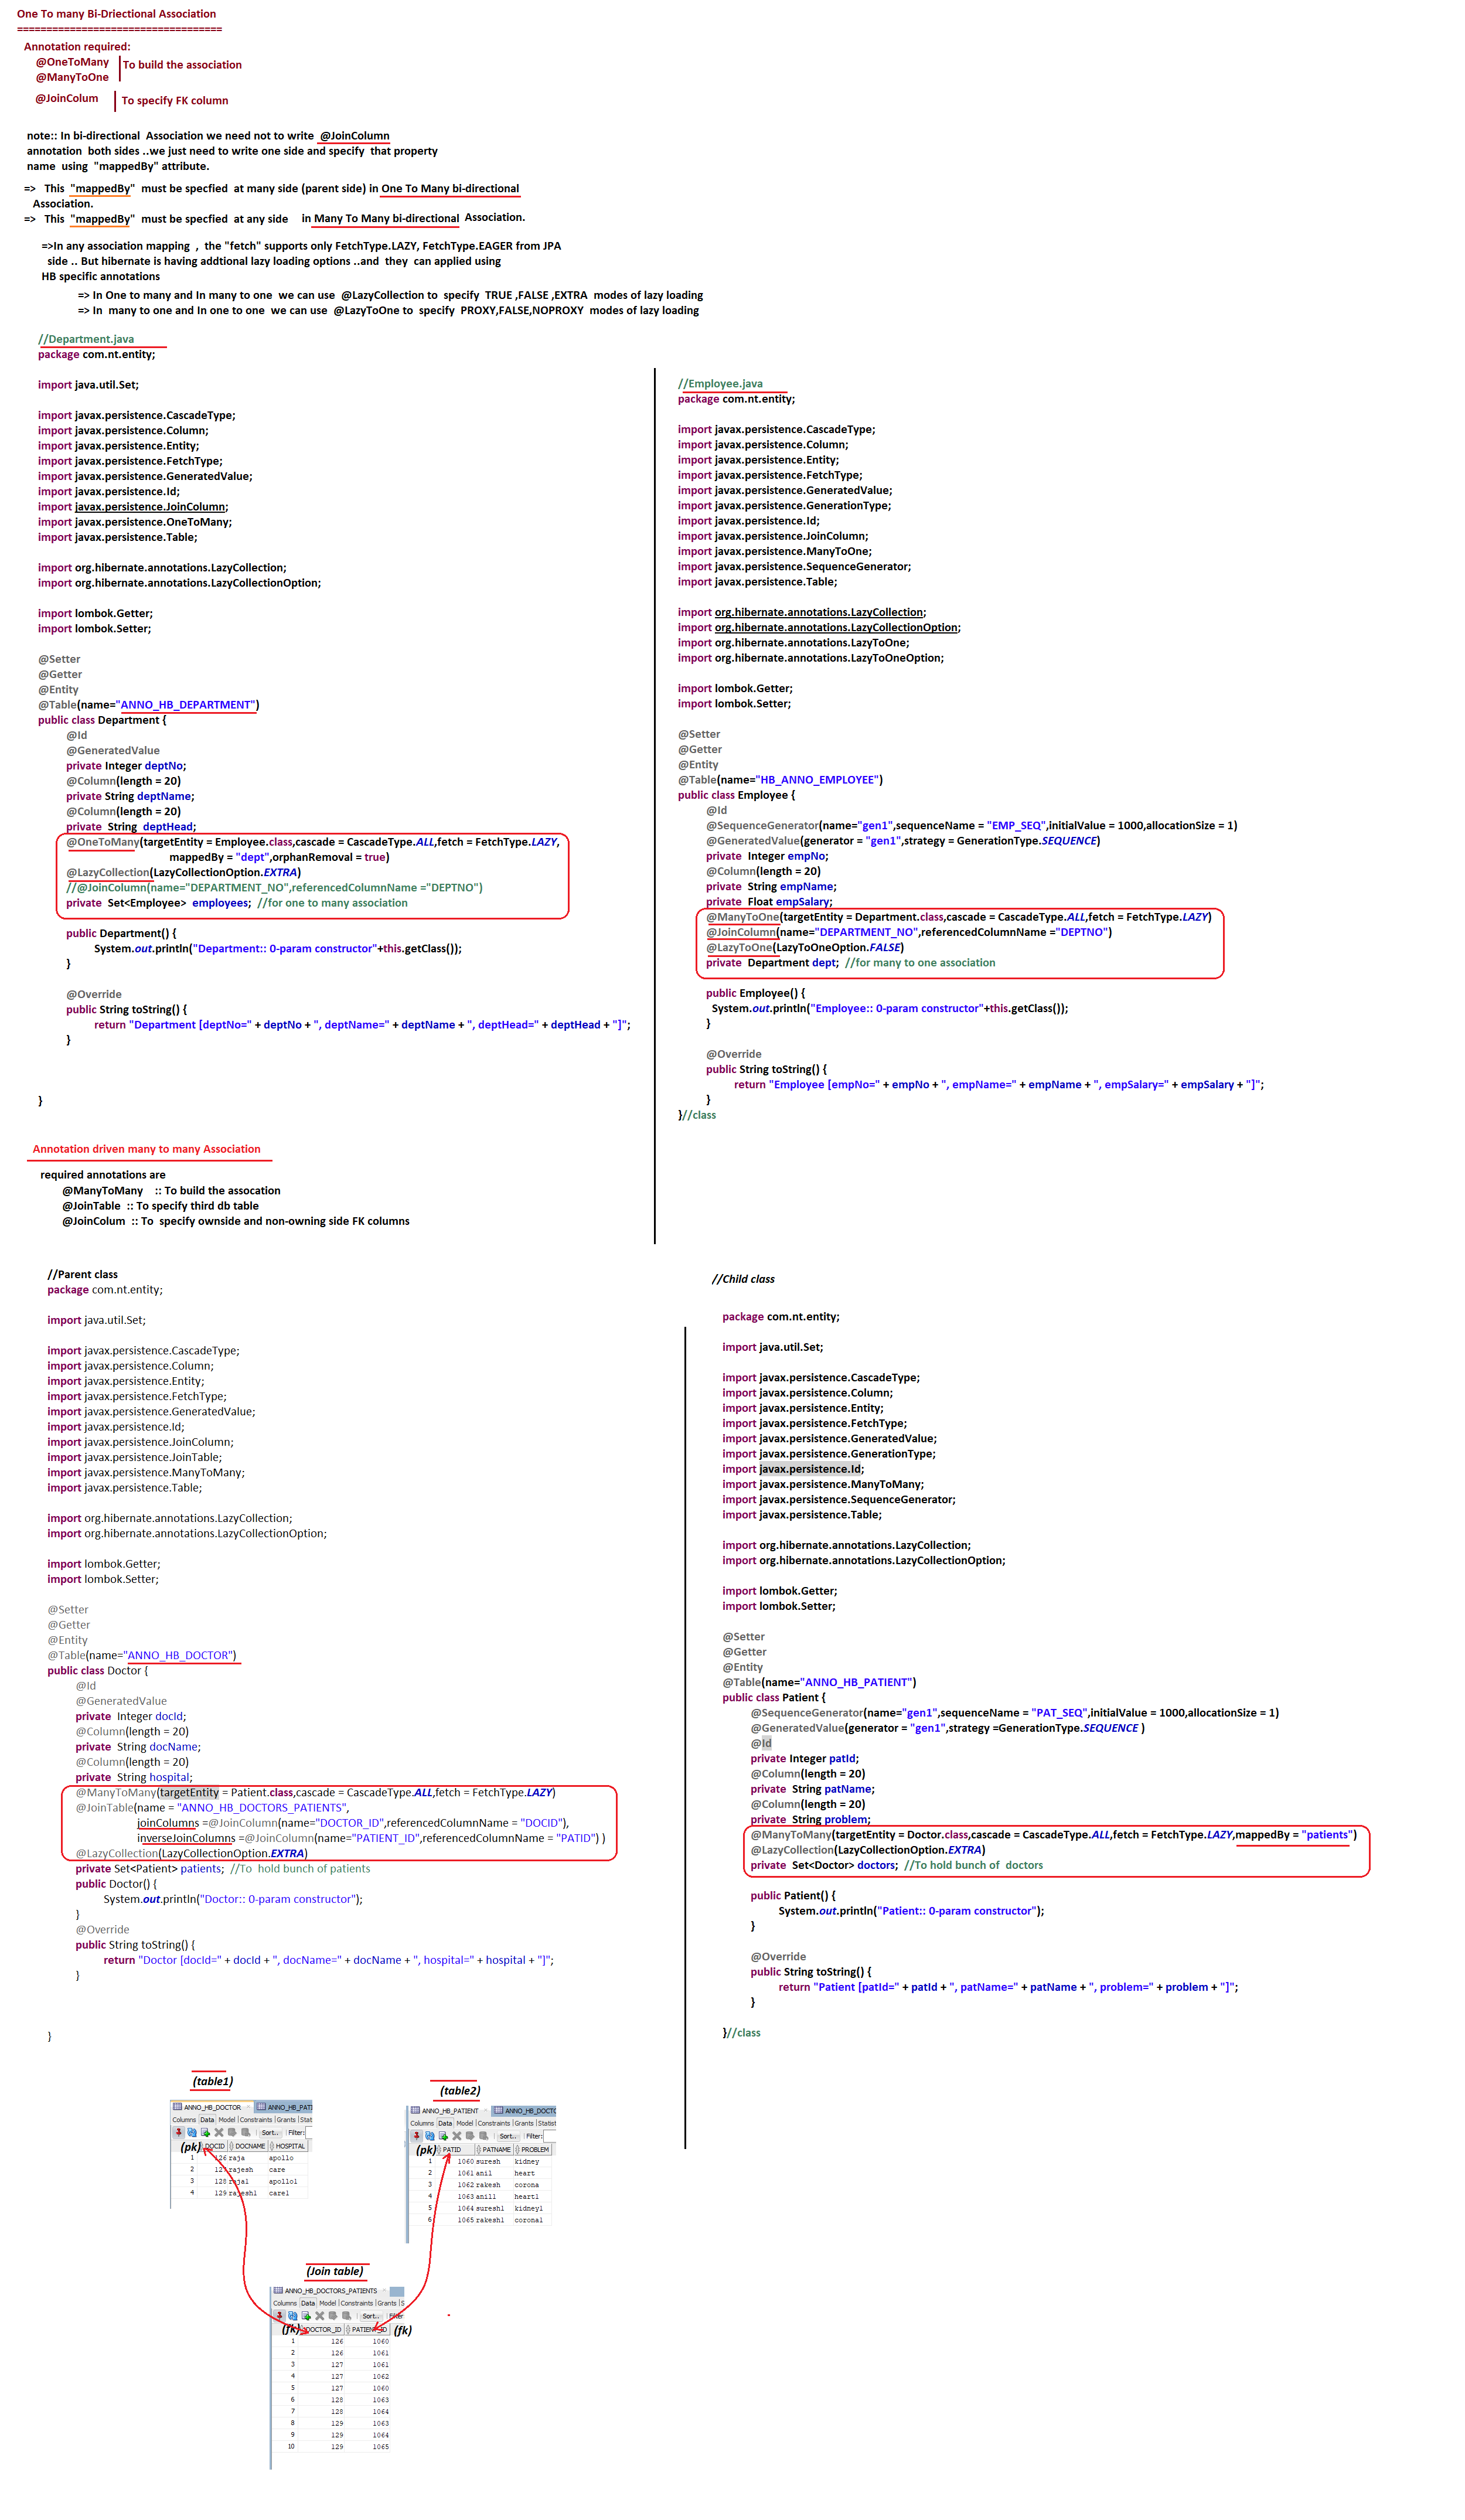 One To many Bi-Driectional Association
===================================
Annotation required:
@OneToMany
@ManyToOne
To build the association
@JoinColum
To specify FK column
note:: In bi-directional Association we need not to write @JoinColumn
annotation both sides ..we just need to write one side and specify that property
name using "mappedBy" attribute.
=> This "mappedBy" must be specfied at many side (parent side) in One To Many bi-directional
Association.
=> This "mappedBy" must be specfied at any side in Many To Many bi-directional Association.
=>In any association mapping , the "fetch" supports only FetchType.LAZY, FetchType.EAGER from JPA
side .. But hibernate is having addtional lazy loading options ..and they can applied using
HB specific annotations
=> In One to many and In many to one we can use @LazyCollection to specify TRUE ,FALSE ,EXTRA modes of lazy loading
=> In many to one and In one to one we can use @LazyToOne to specify PROXY,FALSE,NOPROXY modes of lazy loading
//Department.java
package com.nt.entity;
import java.util.Set;
import javax.persistence.CascadeType;
import javax.persistence.Column;
import javax.persistence.Entity;
import javax.persistence.FetchType;
import javax.persistence.GeneratedValue;
import javax.persistence.Id;
import javax.persistence.JoinColumn;
import javax.persistence.OneToMany;
import javax.persistence.Table;
import org.hibernate.annotations.LazyCollection;
import org.hibernate.annotations.LazyCollectionOption;
import lombok.Getter;
import lombok.Setter;
@Setter
@Getter
@Entity
@Table(name="ANNO_HB_DEPARTMENT")
public class Department {
@Id
@GeneratedValue
private Integer deptNo;
@Column(length = 20)
private String deptName;
@Column(length = 20)
private String deptHead;
@OneToMany(targetEntity = Employee.class,cascade = CascadeType.ALL,fetch = FetchType.LAZY,
mappedBy = "dept",orphanRemoval = true)
@LazyCollection(LazyCollectionOption.EXTRA)
//@JoinColumn(name="DEPARTMENT_NO",referencedColumnName ="DEPTNO")
private Set<Employee> employees; //for one to many association
public Department() {
System.out.println("Department:: 0-param constructor"+this.getClass());
}
@Override
public String toString() {
return "Department [deptNo=" + deptNo + ", deptName=" + deptName + ", deptHead=" + deptHead + "]";
}
}
//Employee.java
package com.nt.entity;
import javax.persistence.CascadeType;
import javax.persistence.Column;
import javax.persistence.Entity;
import javax.persistence.FetchType;
import javax.persistence.GeneratedValue;
import javax.persistence.GenerationType;
import javax.persistence.Id;
import javax.persistence.JoinColumn;
import javax.persistence.ManyToOne;
import javax.persistence.SequenceGenerator;
import javax.persistence.Table;
import org.hibernate.annotations.LazyCollection;
import org.hibernate.annotations.LazyCollectionOption;
import org.hibernate.annotations.LazyToOne;
import org.hibernate.annotations.LazyToOneOption;
import lombok.Getter;
import lombok.Setter;
@Setter
@Getter
@Entity
@Table(name="HB_ANNO_EMPLOYEE")
public class Employee {
@Id
@SequenceGenerator(name="gen1",sequenceName = "EMP_SEQ",initialValue = 1000,allocationSize = 1)
@GeneratedValue(generator = "gen1",strategy = GenerationType.SEQUENCE)
private Integer empNo;
@Column(length = 20)
private String empName;
private Float empSalary;
@ManyToOne(targetEntity = Department.class,cascade = CascadeType.ALL,fetch = FetchType.LAZY)
@JoinColumn(name="DEPARTMENT_NO",referencedColumnName ="DEPTNO")
@LazyToOne(LazyToOneOption.FALSE)
private Department dept; //for many to one association
public Employee() {
System.out.println("Employee:: 0-param constructor"+this.getClass());
}
@Override
public String toString() {
return "Employee [empNo=" + empNo + ", empName=" + empName + ", empSalary=" + empSalary + "]";
}
}//class
Annotation driven many to many Association
required annotations are
@ManyToMany :: To build the assocation
@JoinTable :: To specify third db table
@JoinColum :: To specify ownside and non-owning side FK columns
//Parent class
package com.nt.entity;
import java.util.Set;
import javax.persistence.CascadeType;
import javax.persistence.Column;
import javax.persistence.Entity;
import javax.persistence.FetchType;
import javax.persistence.GeneratedValue;
import javax.persistence.Id;
import javax.persistence.JoinColumn;
import javax.persistence.JoinTable;
import javax.persistence.ManyToMany;
import javax.persistence.Table;
import org.hibernate.annotations.LazyCollection;
import org.hibernate.annotations.LazyCollectionOption;
import lombok.Getter;
import lombok.Setter;
@Setter
@Getter
@Entity
@Table(name="ANNO_HB_DOCTOR")
public class Doctor {
@Id
@GeneratedValue
private Integer docId;
@Column(length = 20)
private String docName;
@Column(length = 20)
private String hospital;
@ManyToMany(targetEntity = Patient.class,cascade = CascadeType.ALL,fetch = FetchType.LAZY)
@JoinTable(name = "ANNO_HB_DOCTORS_PATIENTS",
joinColumns =@JoinColumn(name="DOCTOR_ID",referencedColumnName = "DOCID"),
inverseJoinColumns =@JoinColumn(name="PATIENT_ID",referencedColumnName = "PATID") )
@LazyCollection(LazyCollectionOption.EXTRA)
private Set<Patient> patients; //To hold bunch of patients
public Doctor() {
System.out.println("Doctor:: 0-param constructor");
}
@Override
public String toString() {
return "Doctor [docId=" + docId + ", docName=" + docName + ", hospital=" + hospital + "]";
}
}
//Child class
package com.nt.entity;
import java.util.Set;
import javax.persistence.CascadeType;
import javax.persistence.Column;
import javax.persistence.Entity;
import javax.persistence.FetchType;
import javax.persistence.GeneratedValue;
import javax.persistence.GenerationType;
import javax.persistence.Id;
import javax.persistence.ManyToMany;
import javax.persistence.SequenceGenerator;
import javax.persistence.Table;
import org.hibernate.annotations.LazyCollection;
import org.hibernate.annotations.LazyCollectionOption;
import lombok.Getter;
import lombok.Setter;
@Setter
@Getter
@Entity
@Table(name="ANNO_HB_PATIENT")
public class Patient {
@SequenceGenerator(name="gen1",sequenceName = "PAT_SEQ",initialValue = 1000,allocationSize = 1)
@GeneratedValue(generator = "gen1",strategy =GenerationType.SEQUENCE )
@Id
private Integer patId;
@Column(length = 20)
private String patName;
@Column(length = 20)
private String problem;
@ManyToMany(targetEntity = Doctor.class,cascade = CascadeType.ALL,fetch = FetchType.LAZY,mappedBy = "patients")
@LazyCollection(LazyCollectionOption.EXTRA)
private Set<Doctor> doctors; //To hold bunch of doctors
public Patient() {
System.out.println("Patient:: 0-param constructor");
}
@Override
public String toString() {
return "Patient [patId=" + patId + ", patName=" + patName + ", problem=" + problem + "]";
}
}//class
(table1)
ANNO_HB_DOCTOR ANNO_HB_PATI
Columns Data Model Constraints Grants Stat
Sort.. Filter:
(pk) DOCID DOCNAME HOSPITAL
1 126 raja apollo
2 127 rajesh care
3 128 raja1 apollo1
4 129 rajesh1 care1
(table2)
ANNO_HB_PATIENT ANNO_HB_DOCTO
Columns Data Model Constraints Grants Statist
Sort.. Filter:
(pk) PATID PATNAME PROBLEM
1 1060 suresh kidney
2 1061 anil heart
3 1062 rakesh corona
4 1063 anil1 heart1
5 1064 suresh1 kidney1
6 1065 rakesh1 corona1
(Join table)
ANNO_HB_DOCTORS_PATIENTS
Columns Data Model Constraints Grants S
Sort.. Filter
(fk) DOCTOR_ID PATIENT_ID (fk)
1 126 1060
2 126 1061
3 127 1061
4 127 1062
5 127 1060
6 128 1063
7 128 1064
8 129 1063
9 129 1064
10 129 1065